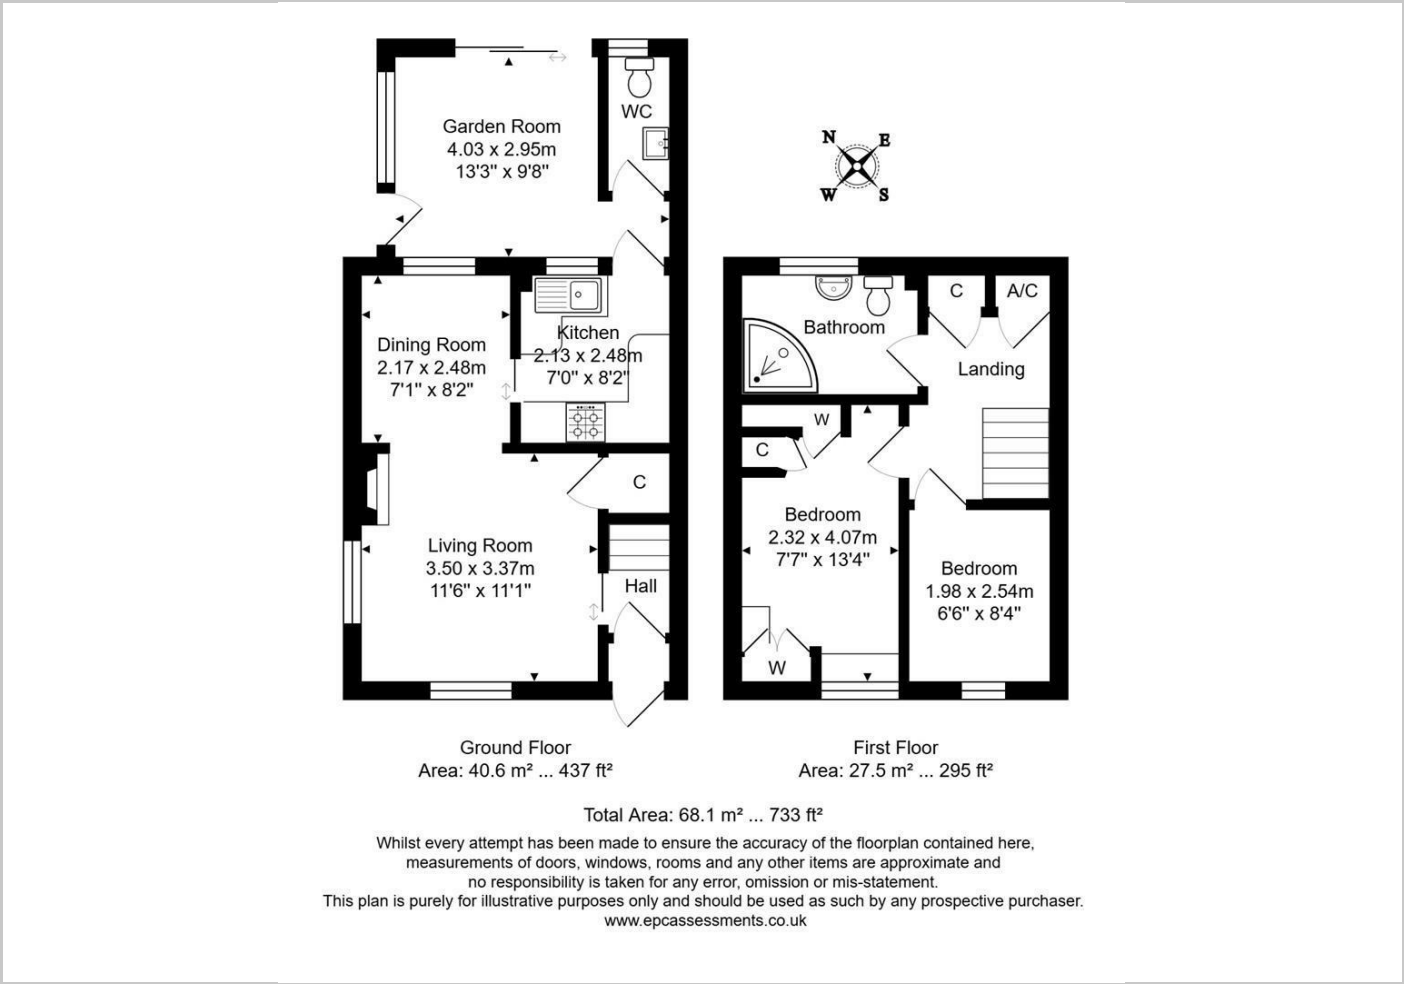 Garden Room
4.03 x 2.95m
13'3" x 9'8"
WC
N
E
W
S
Dining Room
2.17 x 2.48m
7'1" x 8'2"
Kitchen
2.13 x 2.48m
7'0" x 8'2"
C
Living Room
3.50 x 3.37m
11'6" x 11'1"
Hall
Bathroom
C
A/C
Landing
W
C
Bedroom
2.32 x 4.07m
7'7" x 13'4"
Bedroom
1.98 x 2.54m
6'6" x 8'4"
W
Ground Floor
Area: 40.6 m² ... 437 ft²
First Floor
Area: 27.5 m² ... 295 ft²
Total Area: 68.1 m² ... 733 ft²
Whilst every attempt has been made to ensure the accuracy of the floorplan contained here,
measurements of doors, windows, rooms and any other items are approximate and
no responsibility is taken for any error, omission or mis-statement.
This plan is purely for illustrative purposes only and should be used as such by any prospective purchaser.
www.epcassessments.co.uk